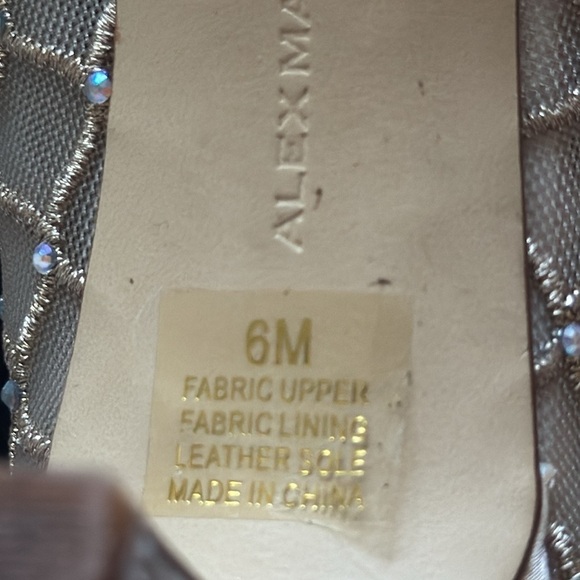 ALEX MA
6M
FABRIC UPPER
FABRIC LINING
LEATHER SOLE
MADE IN CHINA